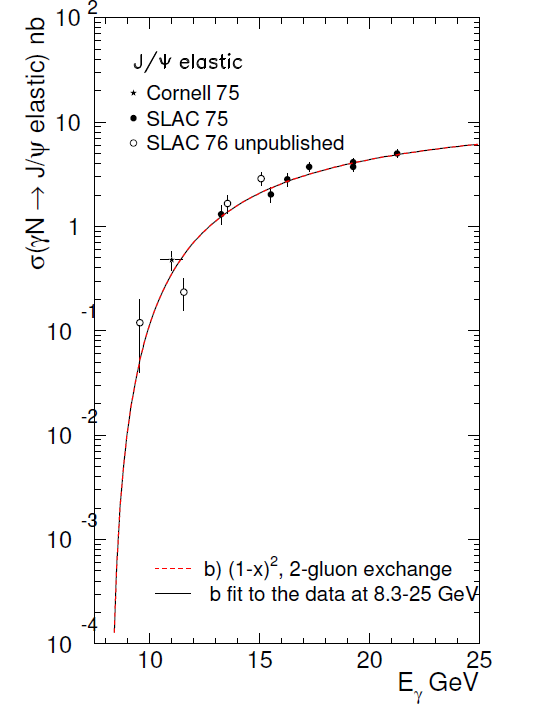 σ(γN → J/ψ elastic) nb
10 2
10
1
10 -1
10 -2
10 -3
10 -4
J/Ψ elastic
Cornell 75
SLAC 75
SLAC 76 unpublished
b) (1-x)2, 2-gluon exchange
b fit to the data at 8.3-25 GeV
10 15 20 25
Eγ GeV